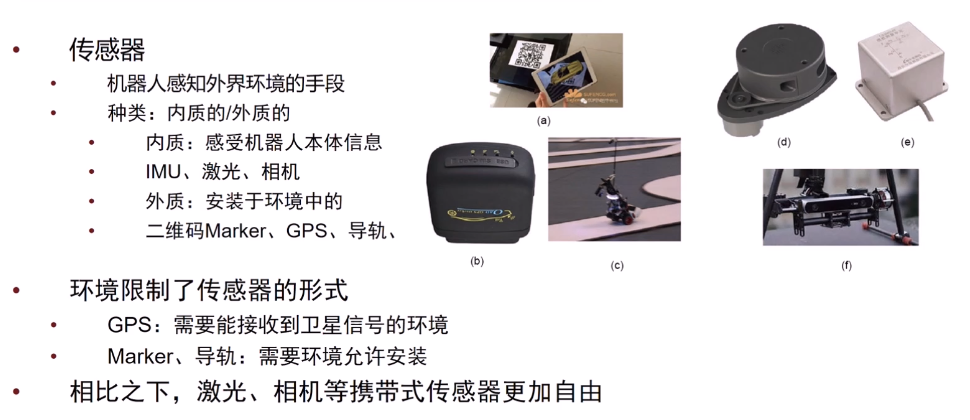 传感器
机器人感知外界环境的手段
种类：内质的/外质的
内质：感受机器人本体信息
IMU、激光、相机
外质：安装于环境中的
二维码Marker、GPS、导轨、
环境限制了传感器的形式
GPS：需要能接收到卫星信号的环境
Marker、导轨：需要环境允许安装
相比之下，激光、相机等携带式传感器更加自由
(a)
(b)
(c)
(d)
(e)
(f)